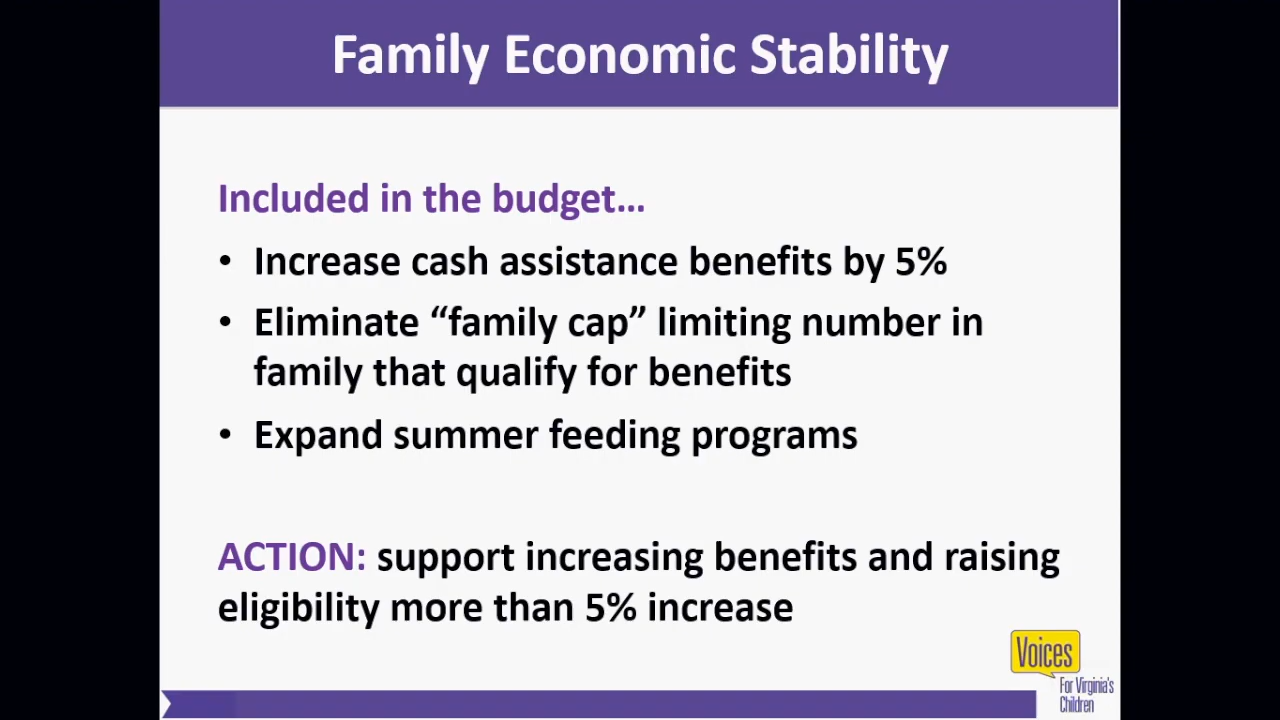 Family Economic Stability
Included in the budget...
• Increase cash assistance benefits by 5%
• Eliminate “family cap” limiting number in
family that qualify for benefits
• Expand summer feeding programs
ACTION: support increasing benefits and raising
eligibility more than 5% increase
Voices
For Virginia's
Children